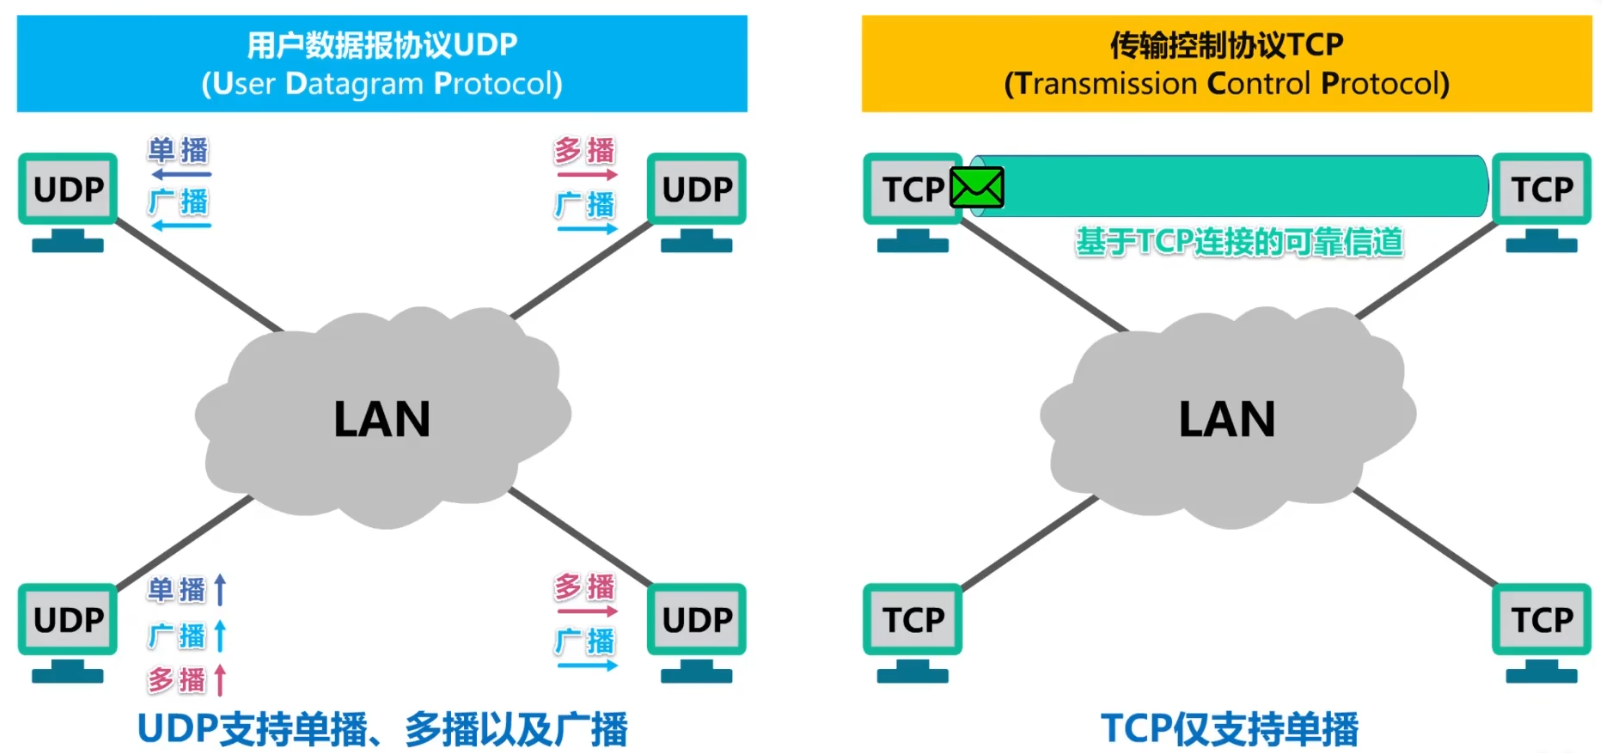 用户数据报协议UDP
(User Datagram Protocol)
单播
广播
多播
广播
UDP
UDP
LAN
单播
广播
多播
多播
广播
UDP
UDP
UDP支持单播、多播以及广播
传输控制协议TCP
(Transmission Control Protocol)
TCP
TCP
基于TCP连接的可靠信道
LAN
TCP
TCP
TCP仅支持单播